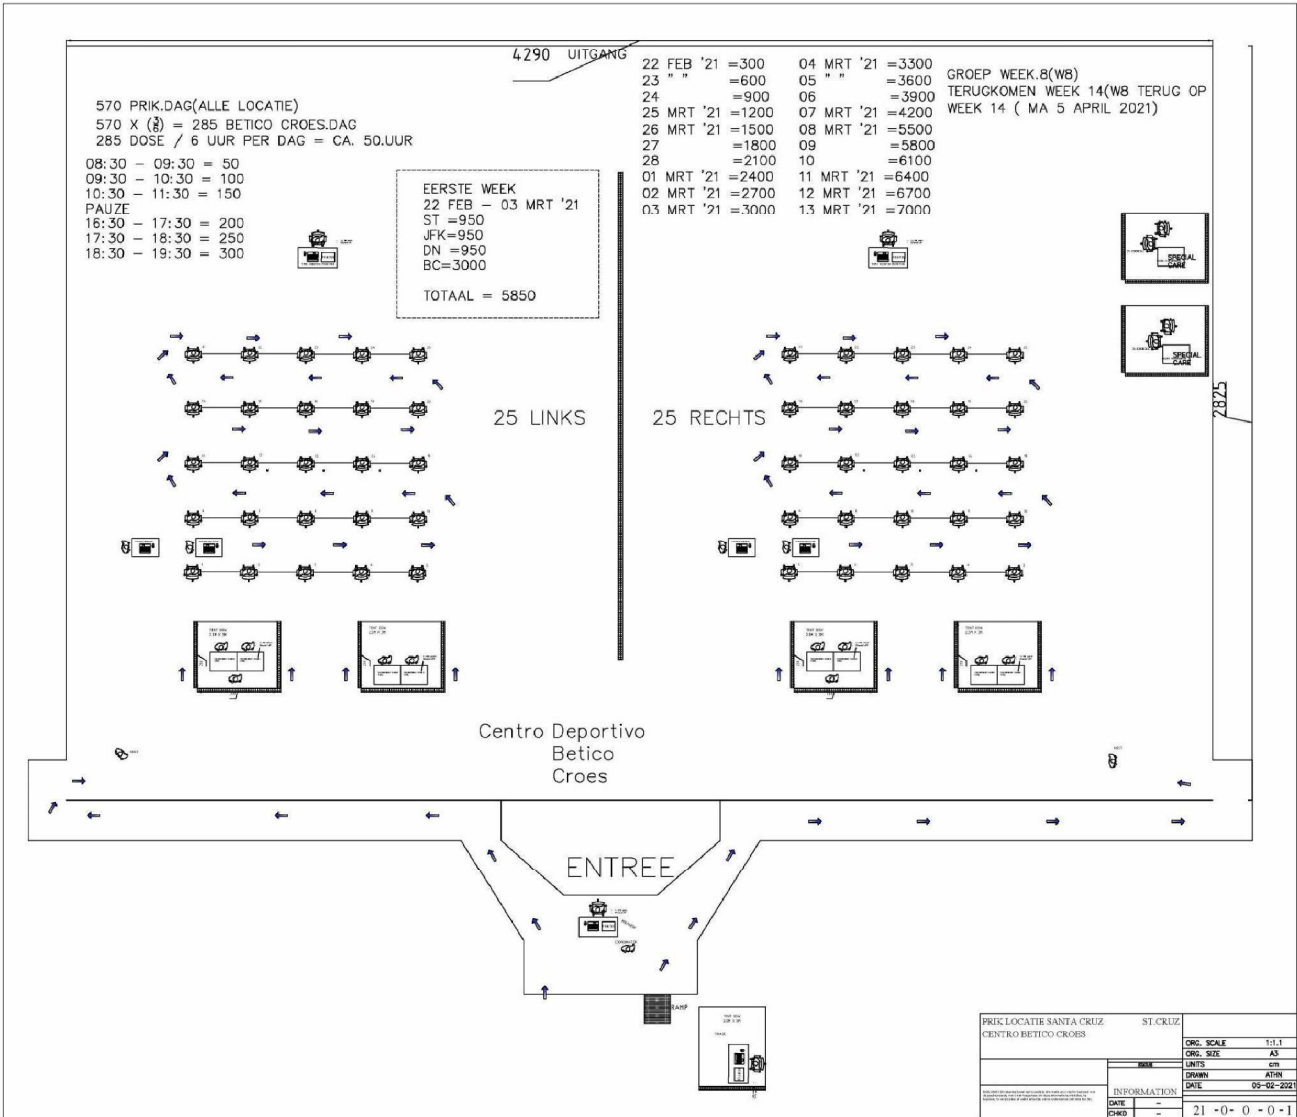 4290 UITGANG
570 PRIK.DAG(ALLE LOCATIE)
570 X (3/6) = 285 BETICO CROES.DAG
285 DOSE / 6 UUR PER DAG = CA. 50.UUR
08:30 - 09:30 = 50
09:30 - 10:30 = 100
10:30 - 11:30 = 150
PAUZE
16:30 - 17:30 = 200
17:30 - 18:30 = 250
18:30 - 19:30 = 300
EERSTE WEEK
22 FEB - 03 MRT '21
ST =950
JFK=950
DN =950
BC=3000
TOTAAL = 5850
22 FEB '21 =300
23 " " =600
24 =900
25 MRT '21 =1200
26 MRT '21 =1500
27 =1800
28 =2100
01 MRT '21 =2400
02 MRT '21 =2700
03 MRT '21 =3000
04 MRT '21 =3300
05 " " =3600
06 =3900
07 MRT '21 =4200
08 MRT '21 =5500
09 =5800
10 =6100
11 MRT '21 =6400
12 MRT '21 =6700
13 MRT '21 =7000
GROEP WEEK.8(W8)
TERUGKOMEN WEEK 14(W8 TERUG OP
WEEK 14 ( MA 5 APRIL 2021)
SPECIAL
CARE
SPECIAL
CARE
2825
25 LINKS
25 RECHTS
Centro Deportivo
Betico
Croes
ENTREE
RAMP
PRIK LOCATIE SANTA CRUZ ST.CRUZ
CENTRO BETICO CROES
ORG. SCALE 1:1.1
ORG. SIZE A3
UNITS cm
DRAWN ATHN
DATE 05-02-2021
INFORMATION
DATE -
CHKD -
21 -0- 0 -0-1